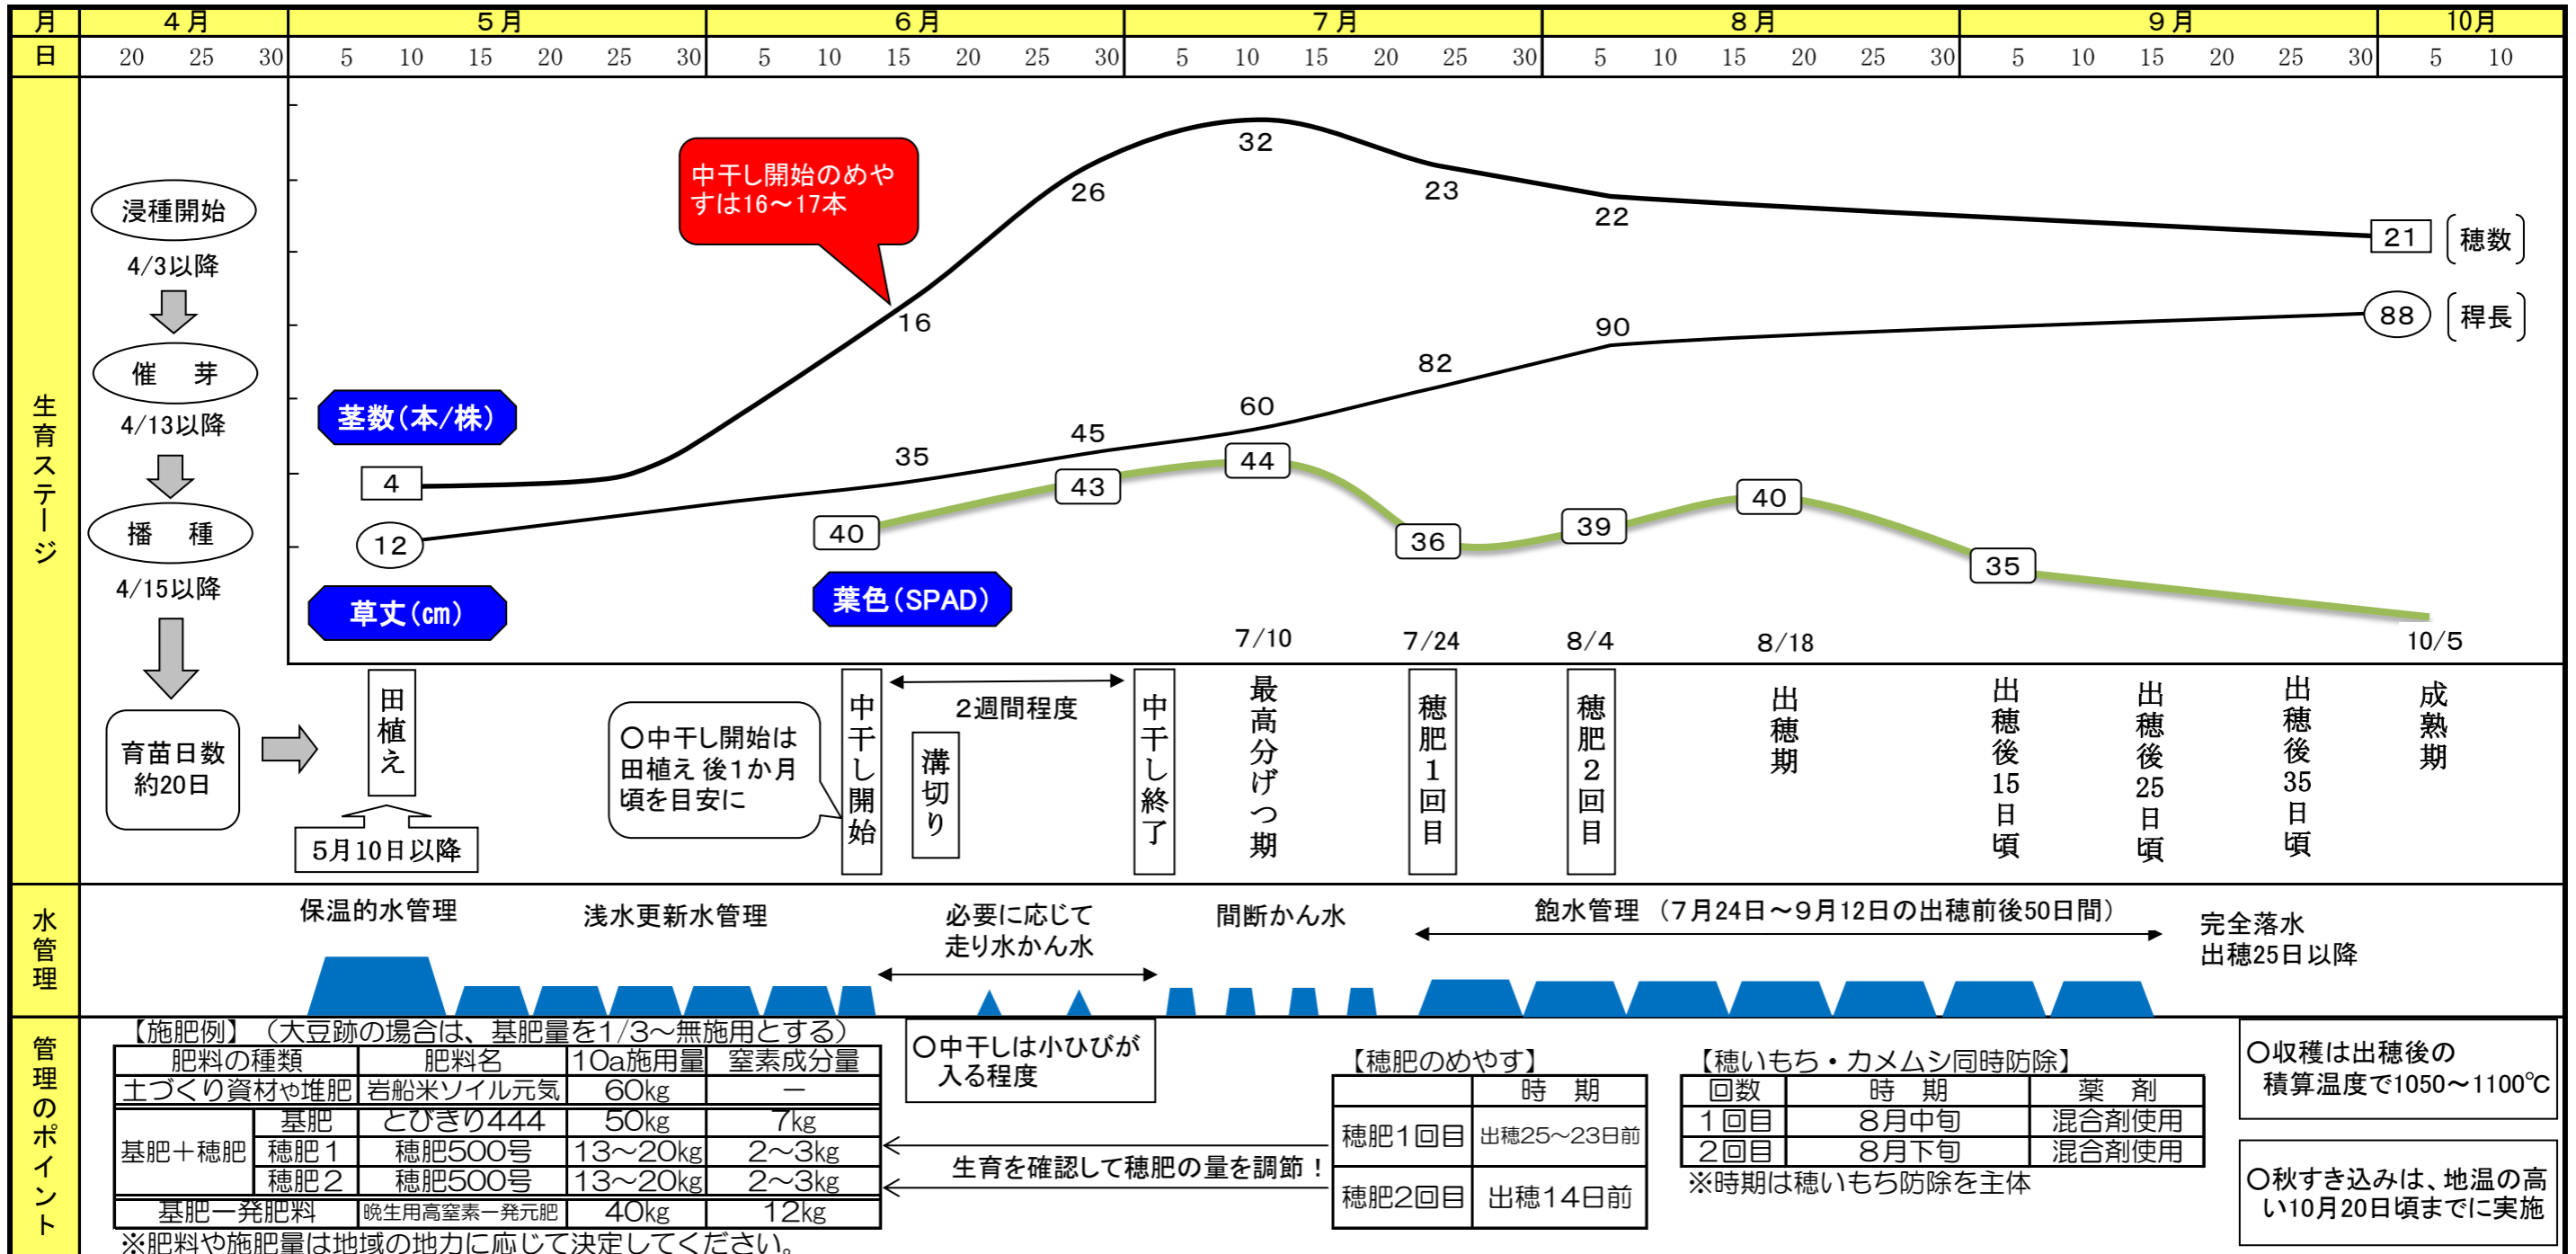 月 4月 5月 6月 7月 8月 9月 10月
日 20 25 30 5 10 15 20 25 30 5 10 15 20 25 30 5 10 15 20 25 30 5 10 15 20 25 30 5 10 15 20 25 30 5 10
生育ステージ
浸種開始
4/3以降
催 芽
4/13以降
播 種
4/15以降
育苗日数
約20日
中干し開始のめや
すは16～17本
茎数(本/株)
4
16
26
32
23
22
21
穂数
草丈(㎝)
12
35
45
60
82
90
88
稈長
葉色(SPAD)
40
43
44
36
39
40
35
7/10
7/24
8/4
8/18
10/5
田植え
5月10日以降
○中干し開始は
田植え 後1か月
頃を目安に
中干し開始
2週間程度
溝切り
中干し終了
最高分げつ期
穂肥1回目
穂肥2回目
出穂期
出穂後15日頃
出穂後25日頃
出穂後35日頃
成熟期
水管理
保温的水管理
浅水更新水管理
必要に応じて
走り水かん水
間断かん水
飽水管理 (7月24日～9月12日の出穂前後50日間)
完全落水
出穂25日以降
管理のポイント
【施肥例】 (大豆跡の場合は、基肥量を1/3～無施用とする)
肥料の種類 肥料名 10a施用量 窒素成分量
土づくり資材や堆肥 岩船米ソイル元気 60kg －
基肥＋穂肥
基肥 とびきり444 50kg 7kg
穂肥1 穂肥500号 13～20kg 2～3kg
穂肥2 穂肥500号 13～20kg 2～3kg
基肥一発肥料 晩生用高窒素一発元肥 40kg 12kg
※肥料や施肥量は地域の地力に応じて決定してください。
○中干しは小ひびが
入る程度
生育を確認して穂肥の量を調節！
【穂肥のめやす】
時 期
穂肥1回目 出穂25～23日前
穂肥2回目 出穂14日前
【穂いもち・カメムシ同時防除】
回数 時 期 薬 剤
1回目 8月中旬 混合剤使用
2回目 8月下旬 混合剤使用
※時期は穂いもち防除を主体
○収穫は出穂後の
積算温度で1050～1100℃
○秋すき込みは、地温の高
い10月20日頃までに実施